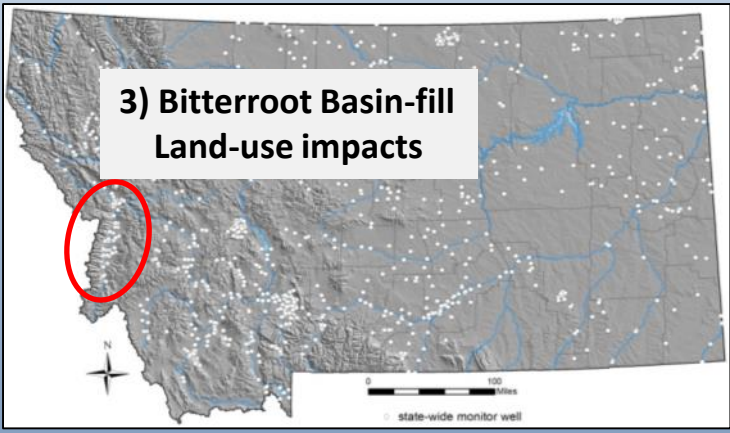 3) Bitterroot Basin-fill
Land-use impacts
N
0 100
Miles
state-wide monitor well